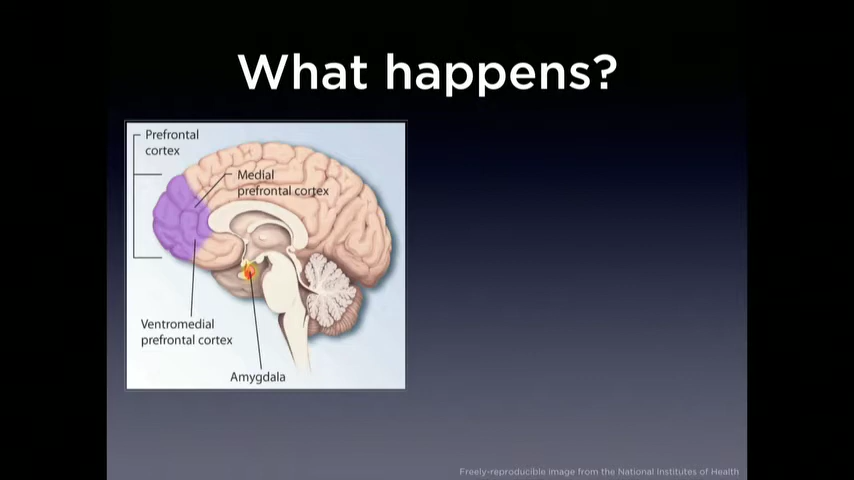 What happens?
Prefrontal
cortex
Medial
prefrontal cortex
Ventromedial
prefrontal cortex
Amygdala
Freely-reproducible image from the National Institutes of Health